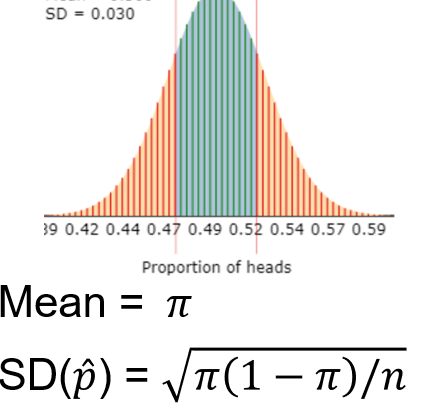 SD = 0.030
0.42 0.44 0.47 0.49 0.52 0.54 0.57 0.59
Proportion of heads
Mean = π
SD(p̂) = √π(1 − π)/n